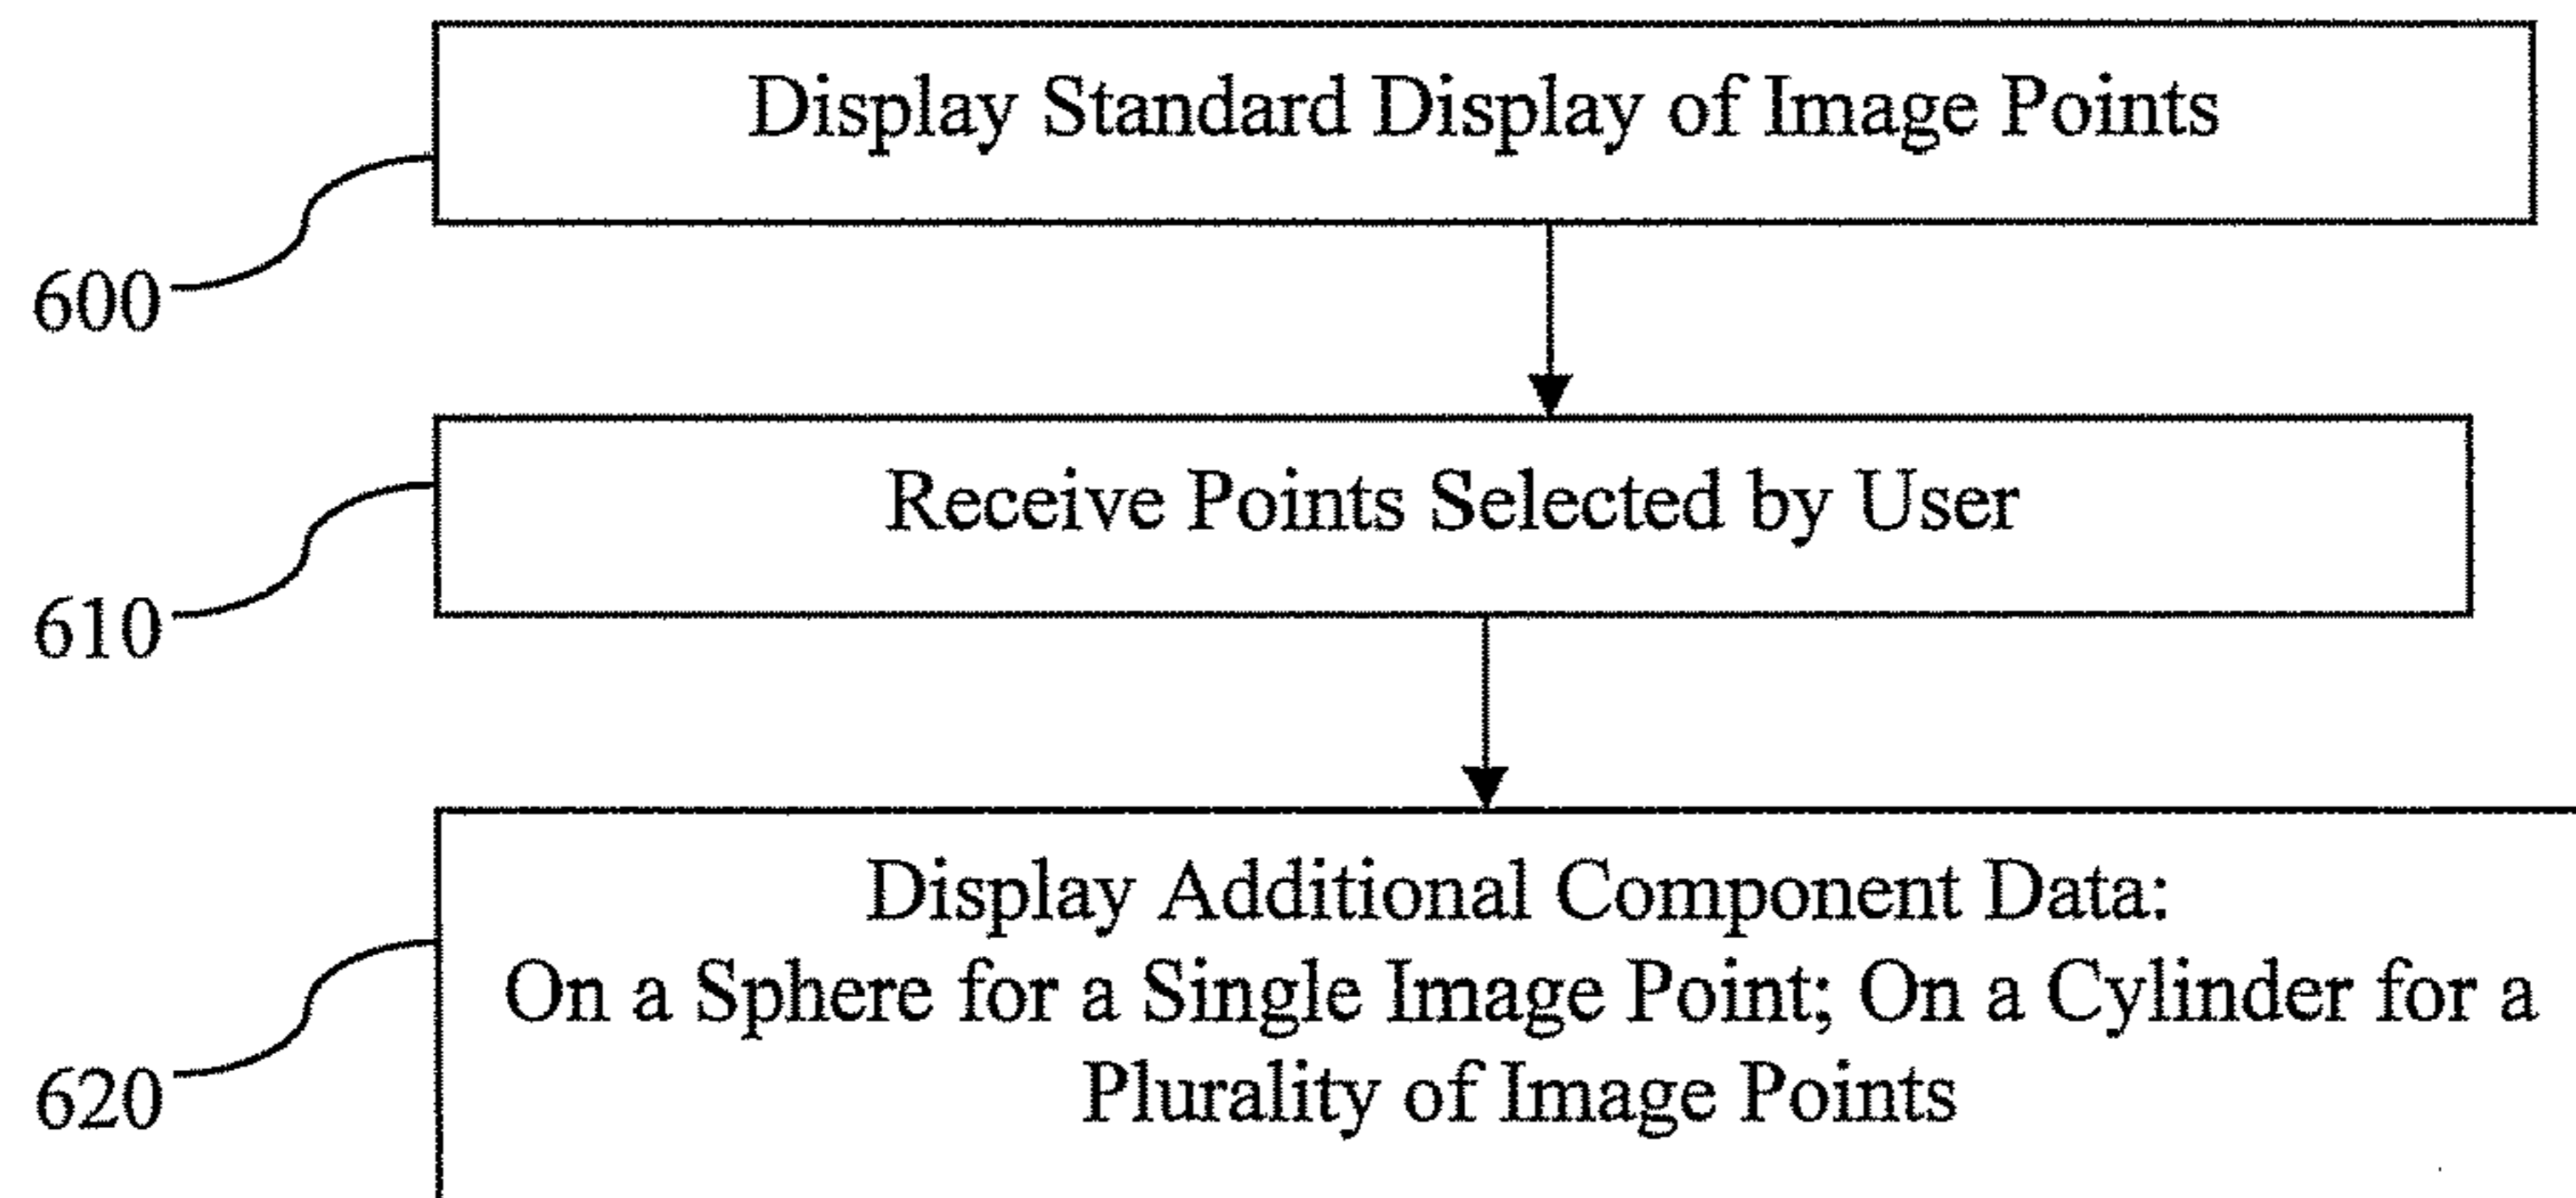 Display Standard Display of Image Points
600
Receive Points Selected by User
610
Display Additional Component Data:
On a Sphere for a Single Image Point; On a Cylinder for a
Plurality of Image Points
620